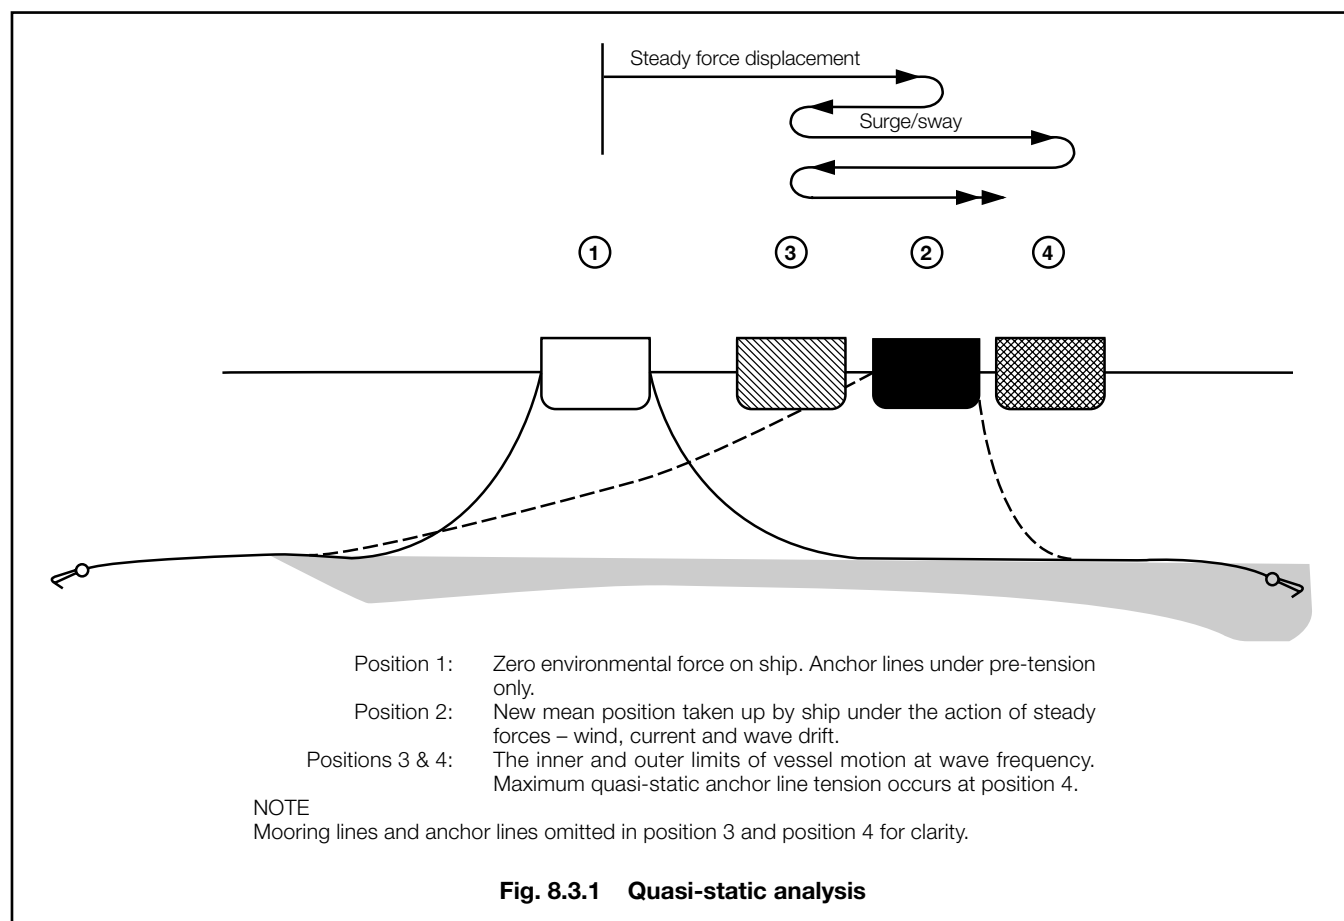 Steady force displacement
Surge/sway
1
3
2
4
Position 1: Zero environmental force on ship. Anchor lines under pre-tension
only.
Position 2: New mean position taken up by ship under the action of steady
forces – wind, current and wave drift.
Positions 3 & 4: The inner and outer limits of vessel motion at wave frequency.
Maximum quasi-static anchor line tension occurs at position 4.
NOTE
Mooring lines and anchor lines omitted in position 3 and position 4 for clarity.
Fig. 8.3.1 Quasi-static analysis